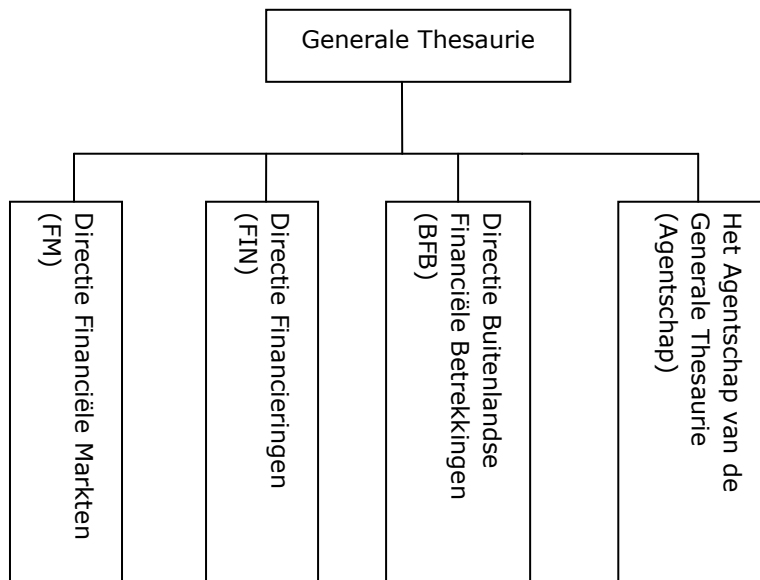 Generale Thesaurie
Directie Financiële Markten
(FM)
Directie Financieringen
(FIN)
Directie Buitenlandse
Financiële Betrekkingen
(BFB)
Het Agentschap van de
Generale Thesaurie
(Agentschap)